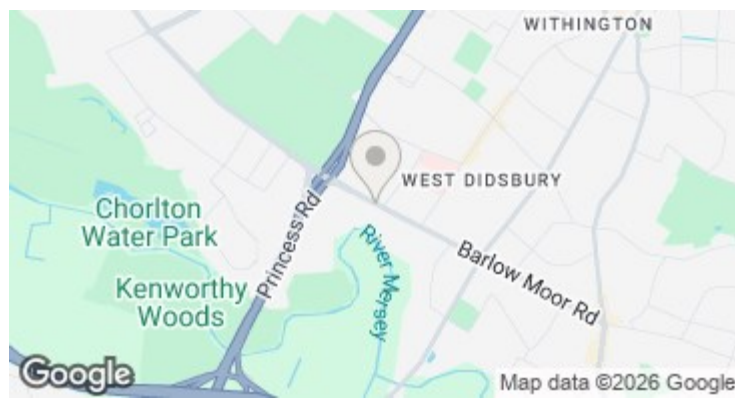 WITHINGTON
WEST DIDSBURY
Chorlton
Water Park
Princess Rd
River Mersey
Barlow Moor Rd
Kenworthy
Woods
Google
Map data ©2026 Google